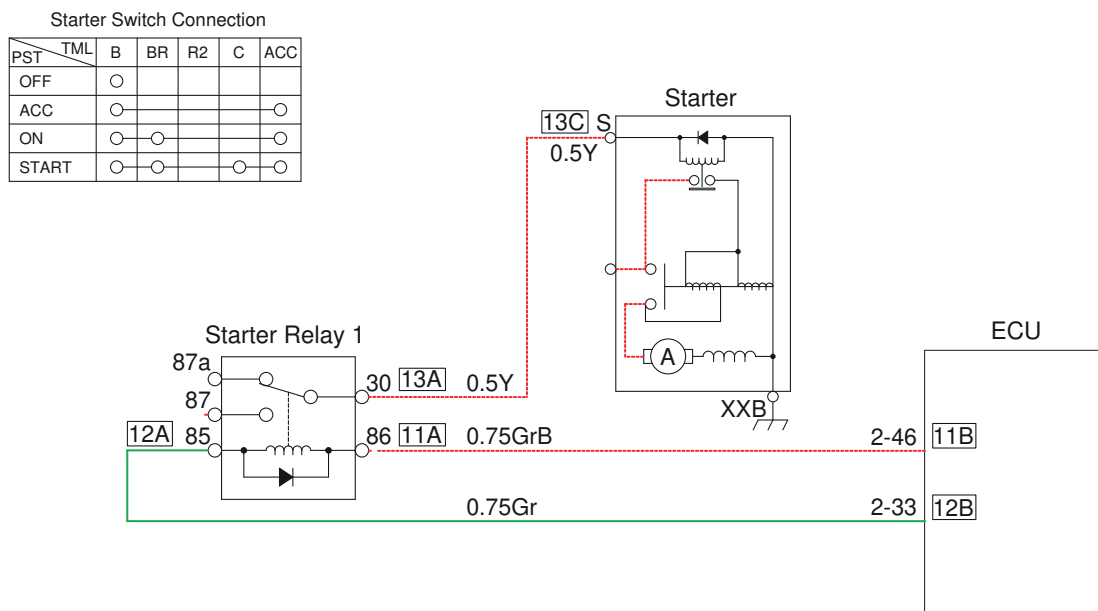 Starter Switch Connection
PST TML B BR R2 C ACC
OFF
ACC
ON
START
Starter
13C S
0.5Y
A
XXB
Starter Relay 1
87a
30 13A 0.5Y
87
12A 85
86 11A 0.75GrB
2-46 11B
0.75Gr
2-33 12B
ECU